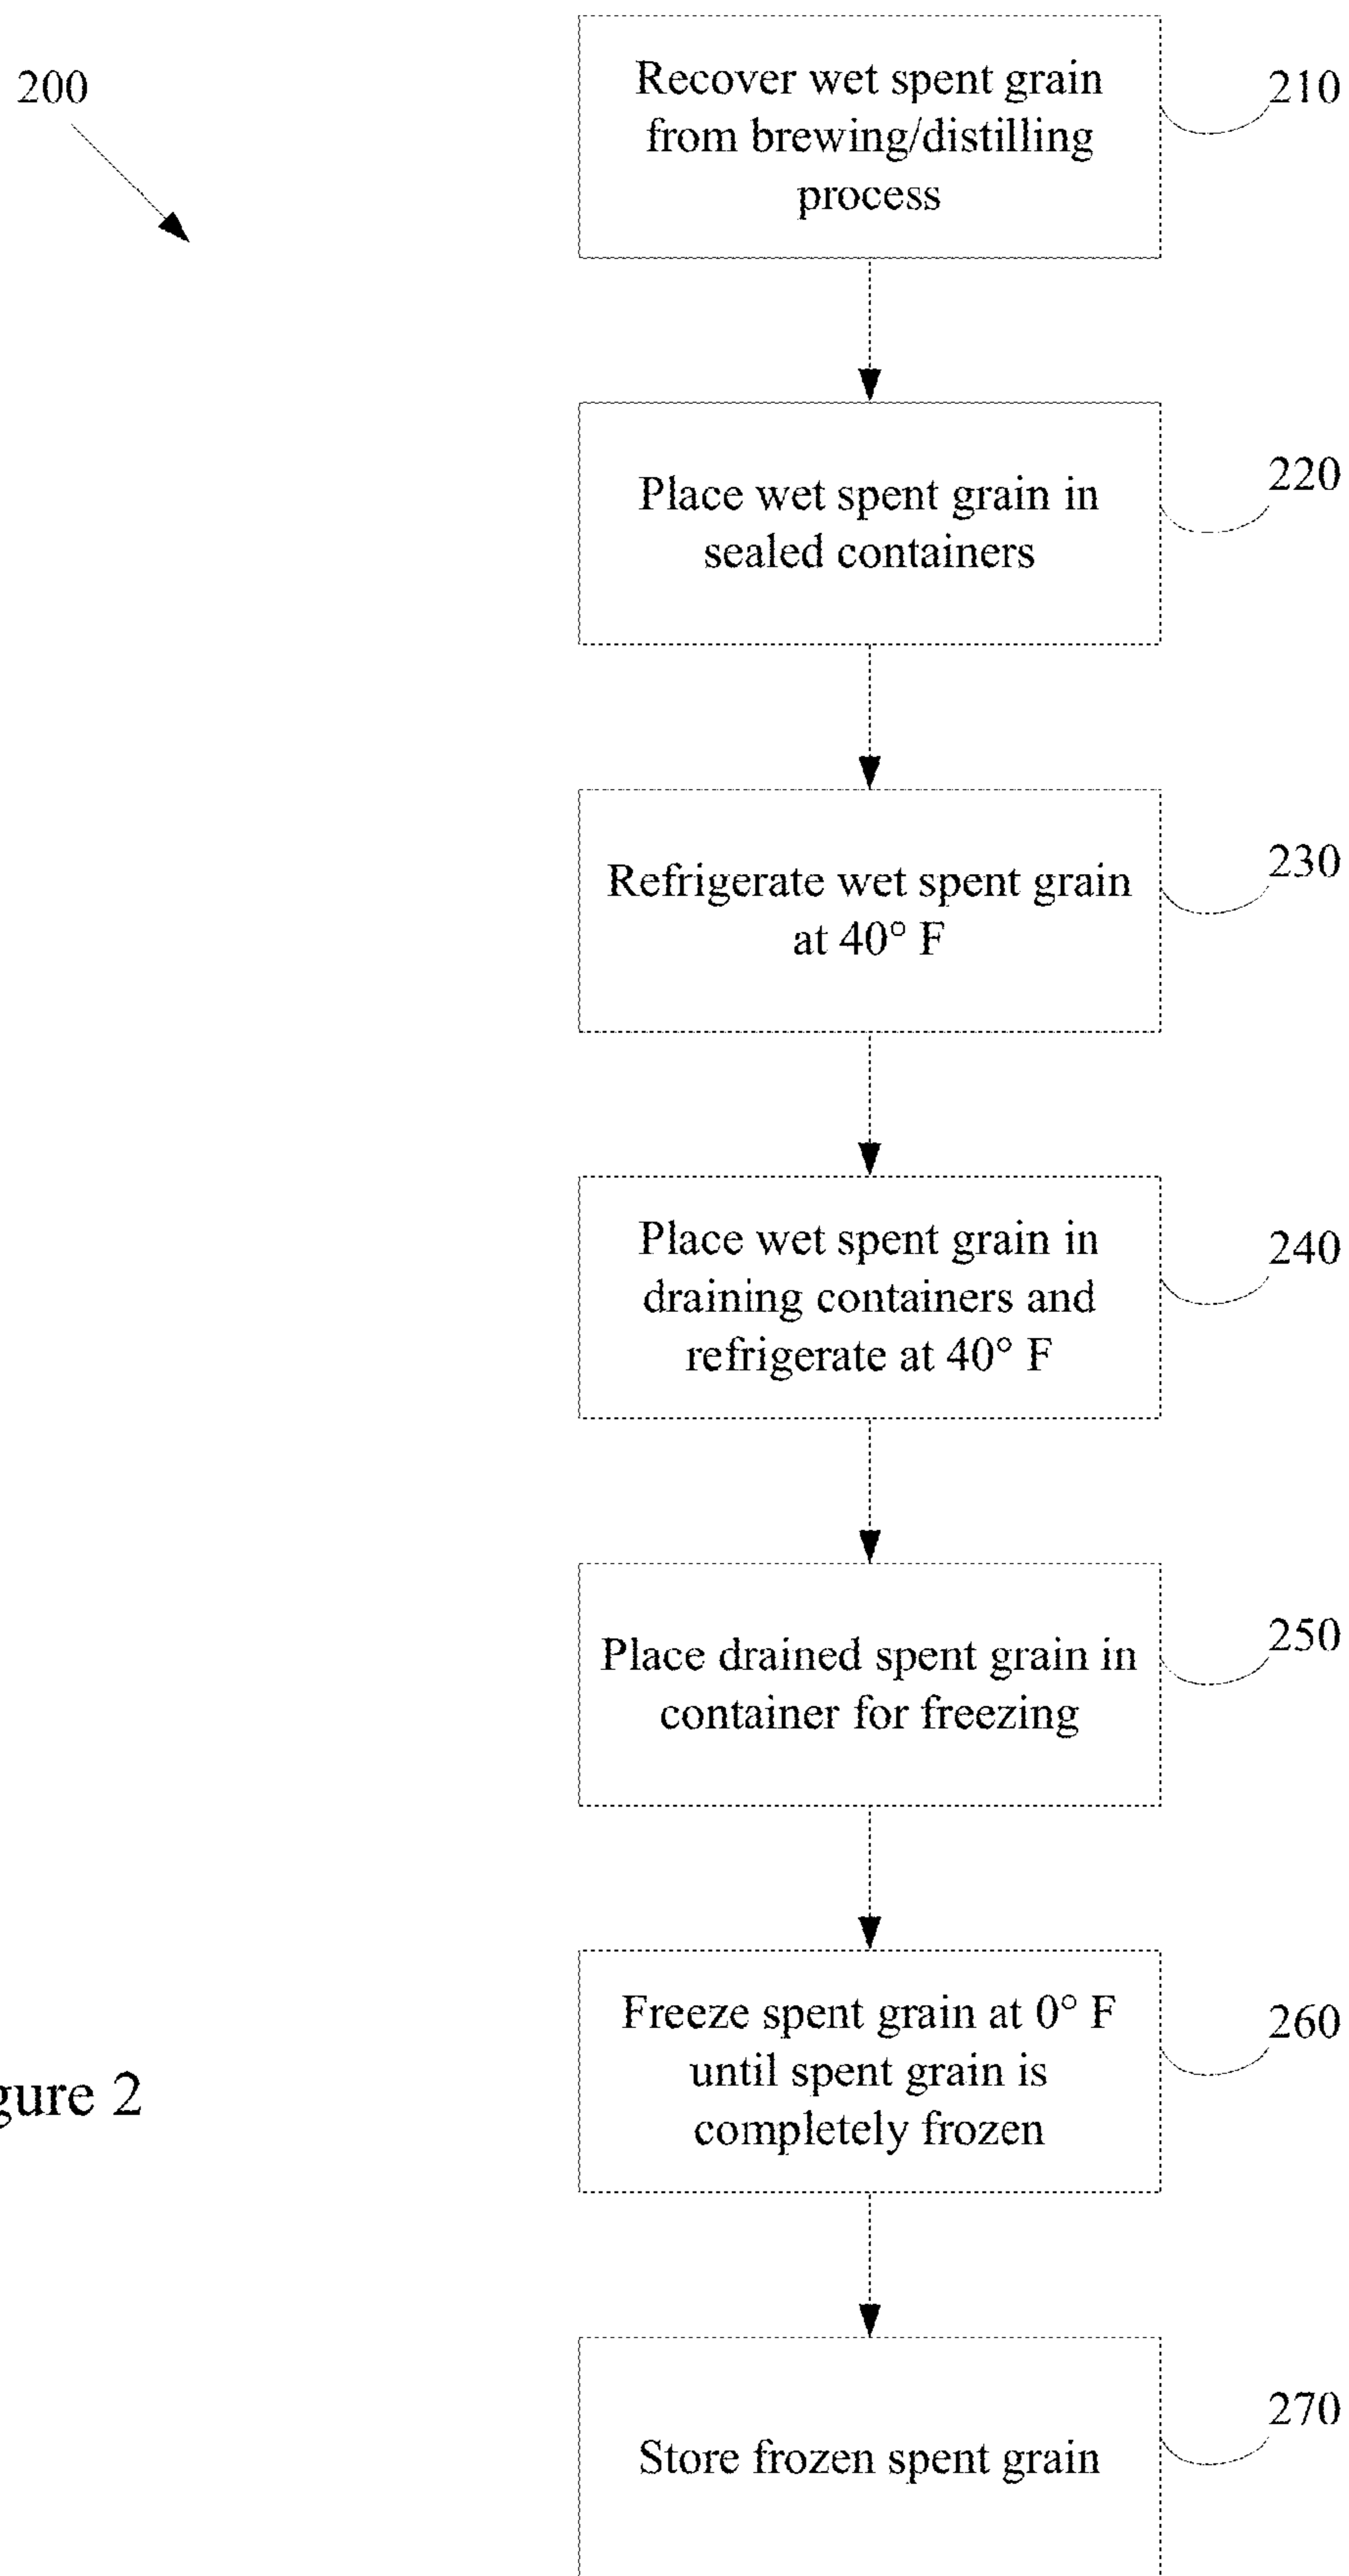 200
Recover wet spent grain
from brewing/distilling
process
210
Place wet spent grain in
sealed containers
220
Refrigerate wet spent grain
at 40° F
230
Place wet spent grain in
draining containers and
refrigerate at 40° F
240
Place drained spent grain in
container for freezing
250
Freeze spent grain at 0° F
until spent grain is
completely frozen
260
gure 2
Store frozen spent grain
270